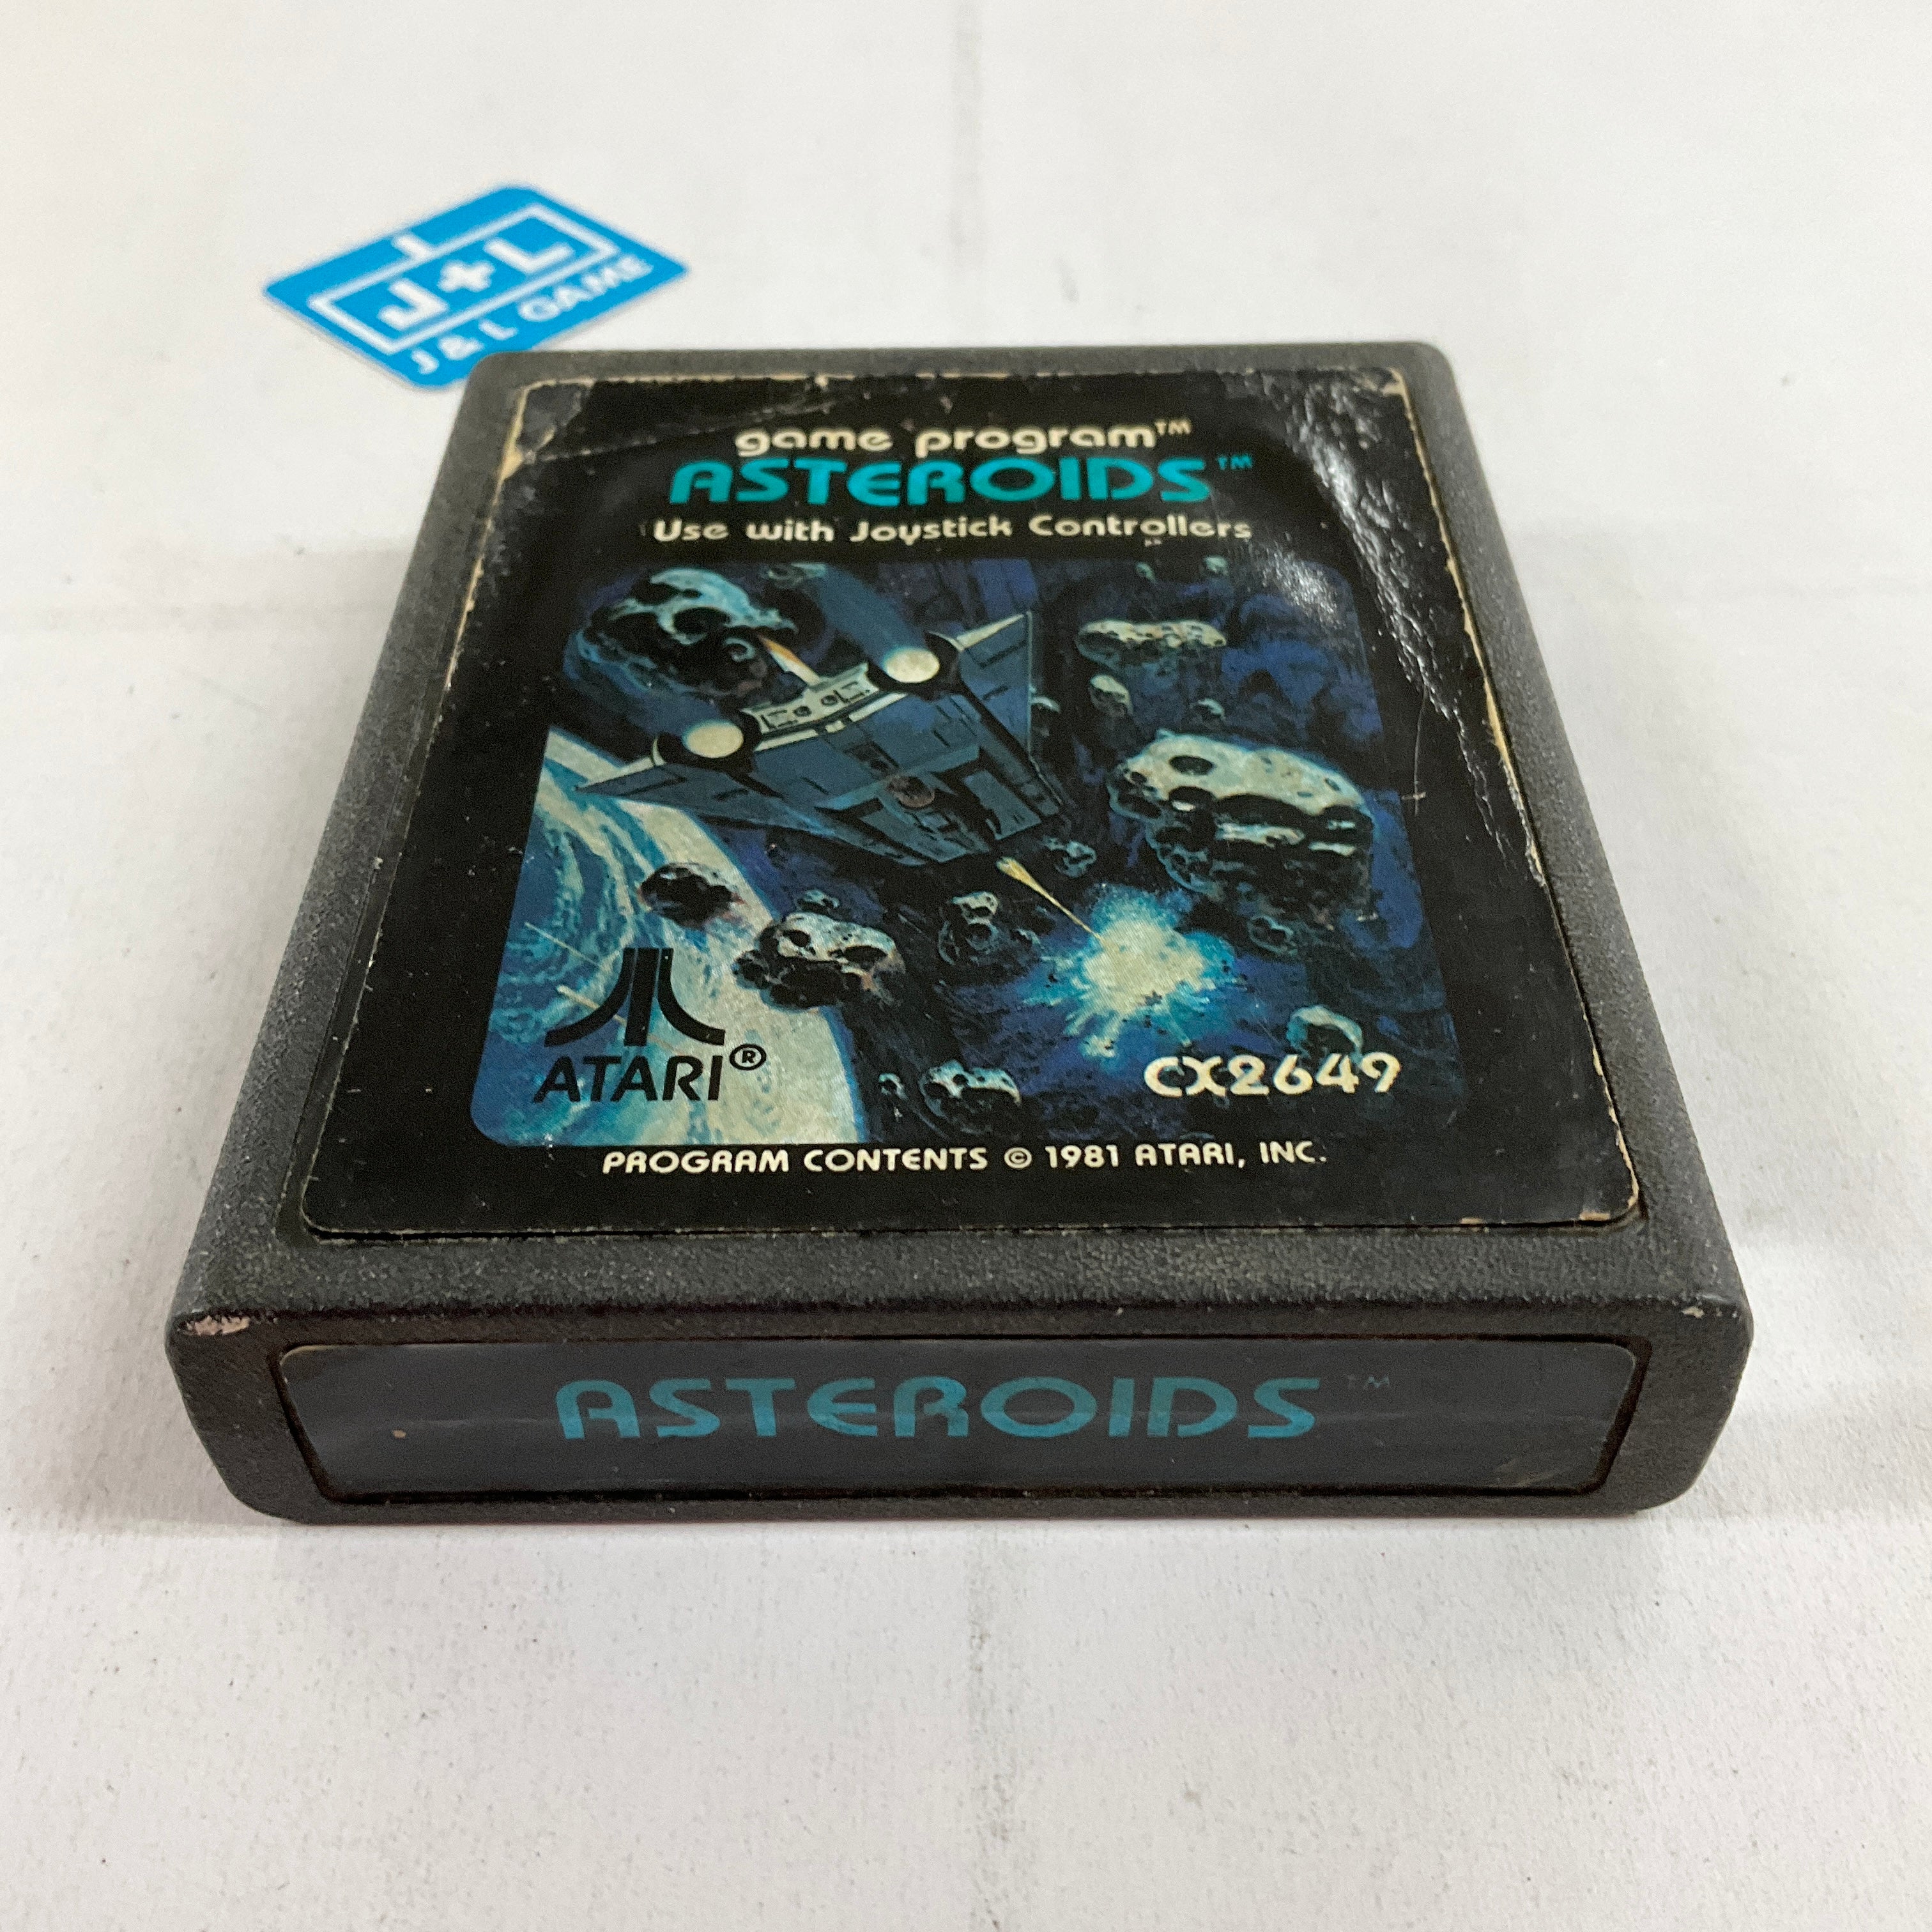 J+L
J & L GAME
game program™
ASTEROIDS™
Use with Joystick Controllers
ATARI®
CX2649
PROGRAM CONTENTS © 1981 ATARI, INC.
ASTEROIDS™